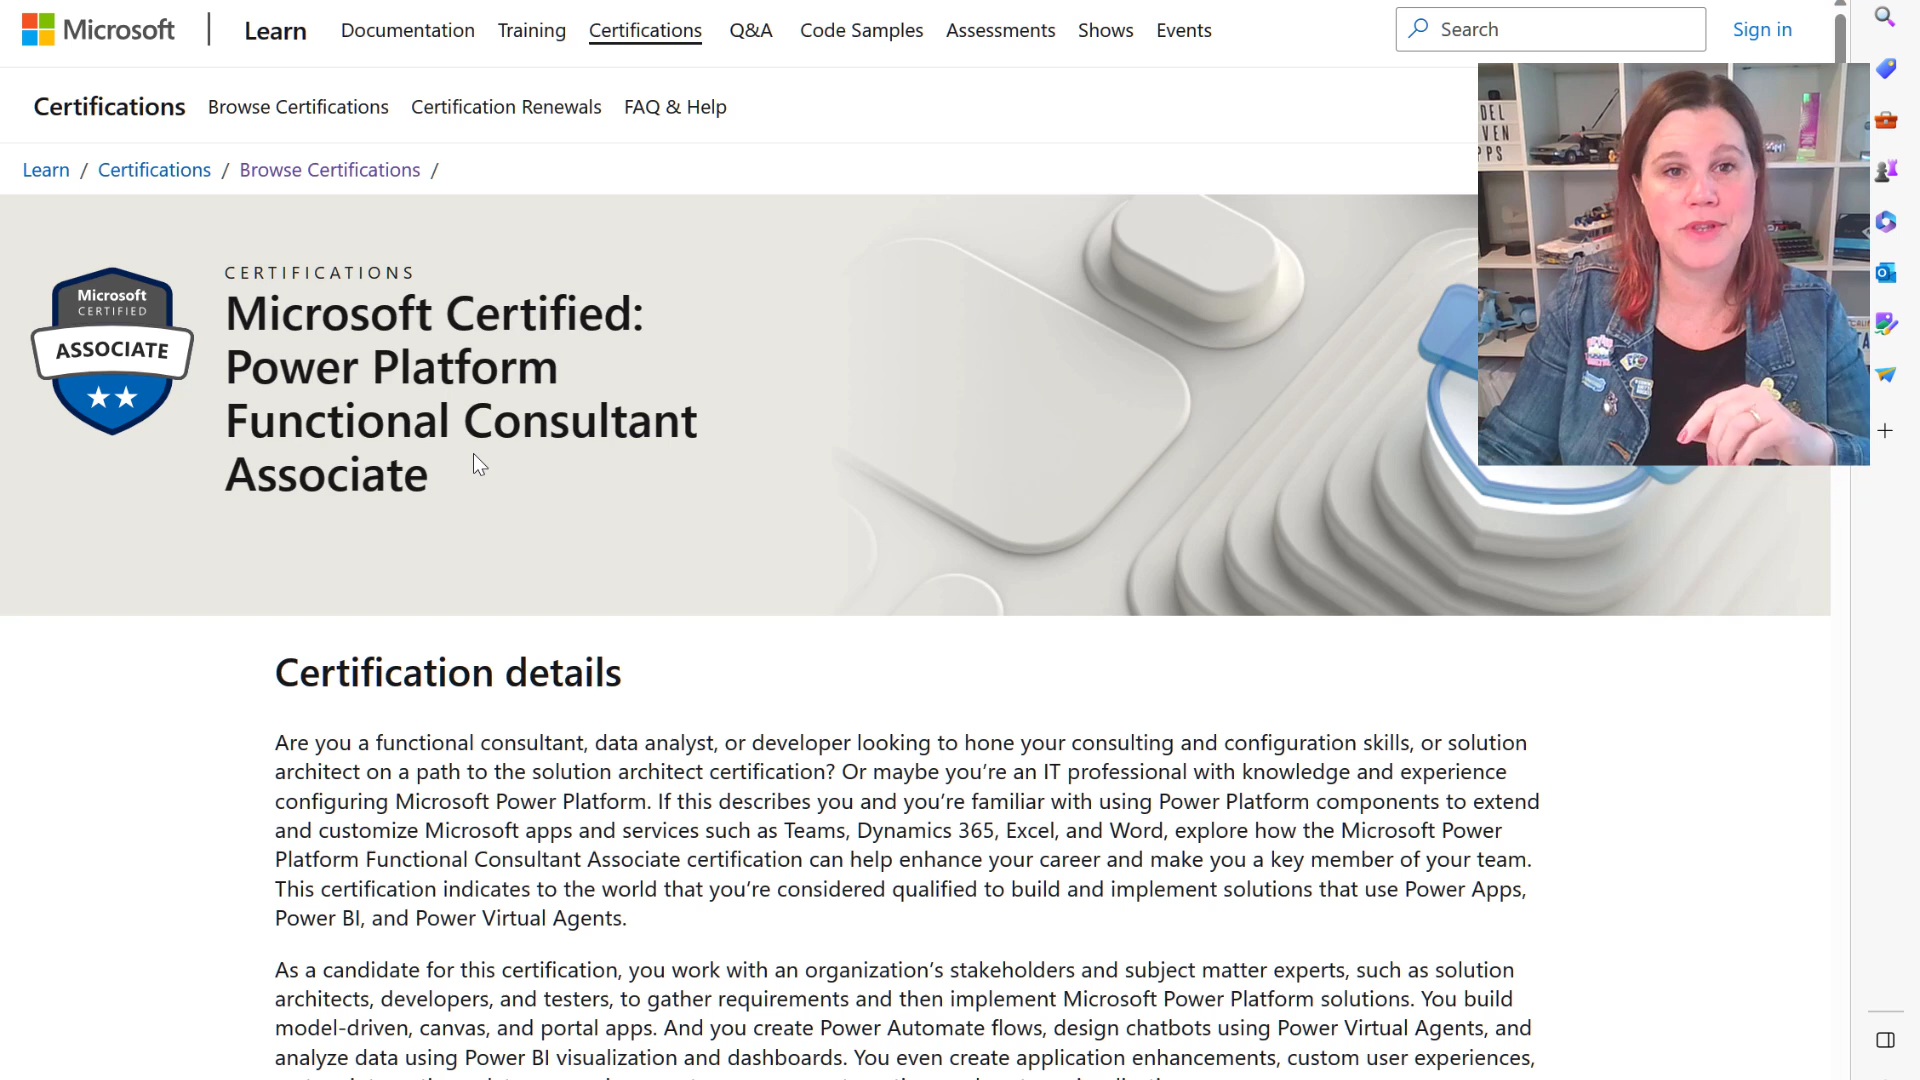 Microsoft Learn Documentation Training Certifications Q&A Code Samples Assessments Shows Events Search Sign in
Certifications Browse Certifications Certification Renewals FAQ & Help
Learn / Certifications / Browse Certifications /
CERTIFICATIONS
Microsoft Certified:
Power Platform
Functional Consultant
Associate
Microsoft
CERTIFIED
ASSOCIATE
Certification details
Are you a functional consultant, data analyst, or developer looking to hone your consulting and configuration skills, or solution
architect on a path to the solution architect certification? Or maybe you’re an IT professional with knowledge and experience
configuring Microsoft Power Platform. If this describes you and you’re familiar with using Power Platform components to extend
and customize Microsoft apps and services such as Teams, Dynamics 365, Excel, and Word, explore how the Microsoft Power
Platform Functional Consultant Associate certification can help enhance your career and make you a key member of your team.
This certification indicates to the world that you’re considered qualified to build and implement solutions that use Power Apps,
Power BI, and Power Virtual Agents.
As a candidate for this certification, you work with an organization’s stakeholders and subject matter experts, such as solution
architects, developers, and testers, to gather requirements and then implement Microsoft Power Platform solutions. You build
model-driven, canvas, and portal apps. And you create Power Automate flows, design chatbots using Power Virtual Agents, and
analyze data using Power BI visualization and dashboards. You even create application enhancements, custom user experiences,
DEL
VEN
PPS